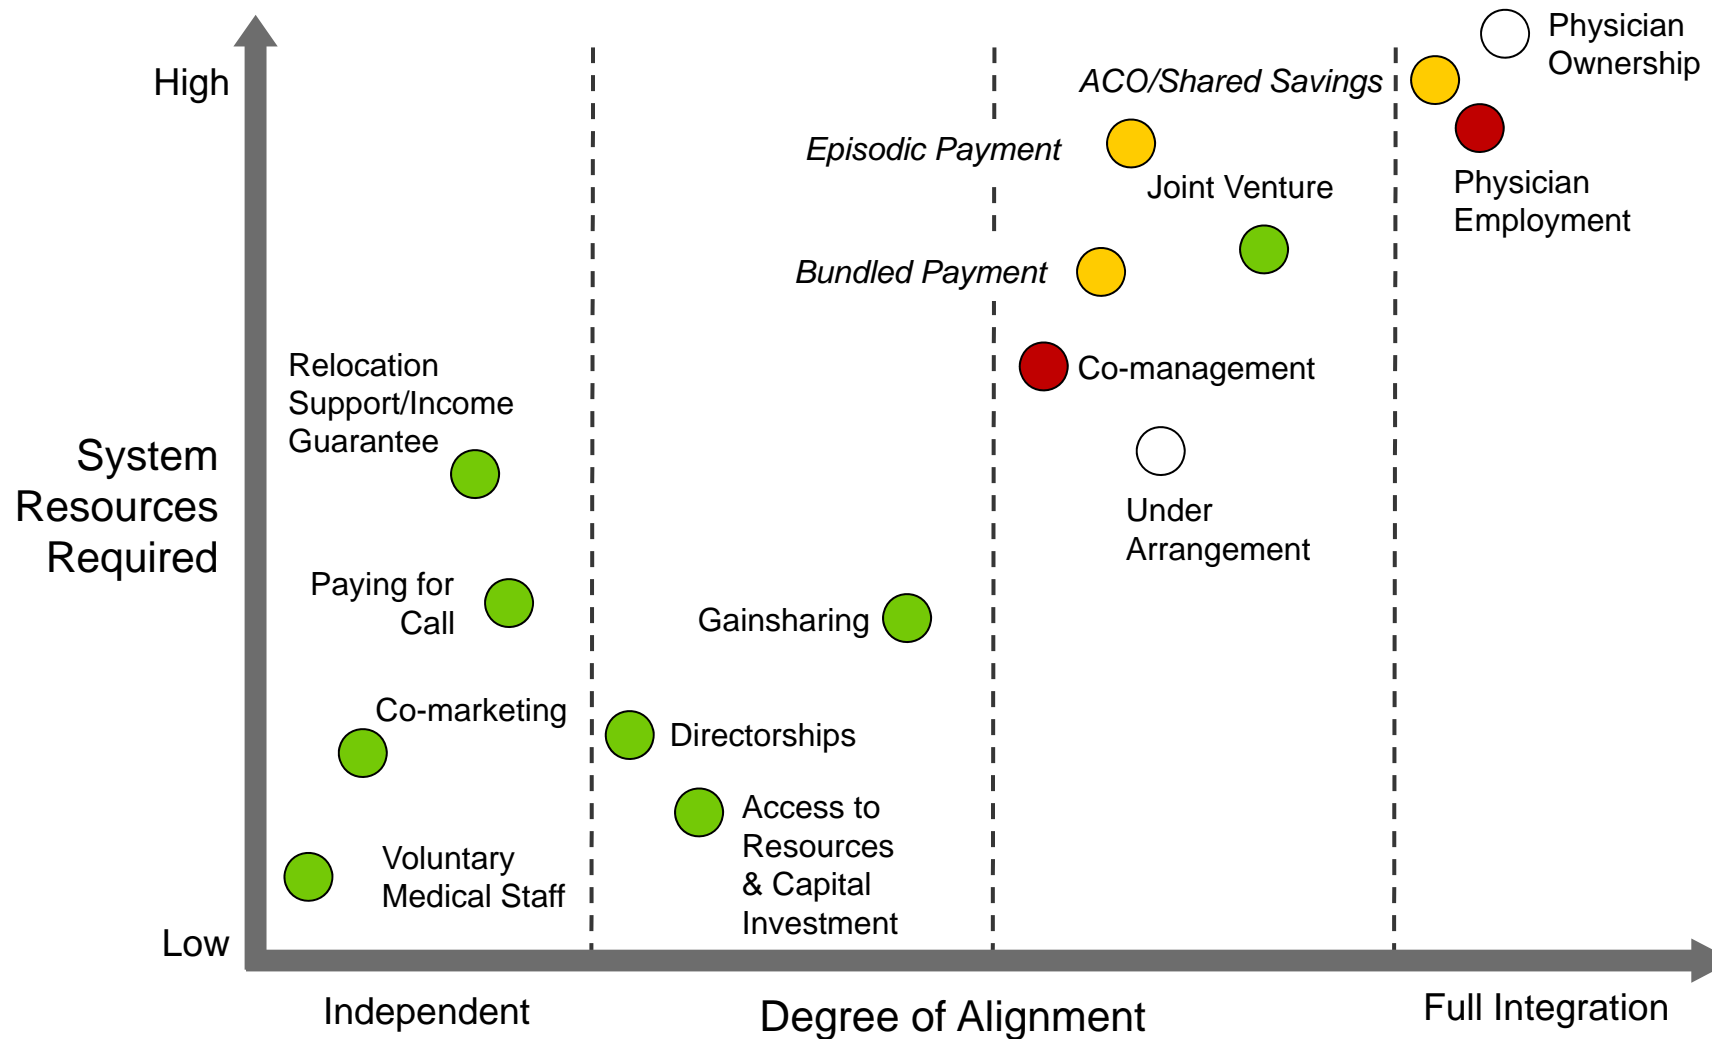 Physician
Ownership
High
ACO/Shared Savings
Episodic Payment
Joint Venture
Physician
Employment
Bundled Payment
Relocation
Support/Income
Guarantee
Co-management
System
Resources
Required
Under
Arrangement
Paying for
Call
Gainsharing
Co-marketing
Directorships
Access to
Resources
& Capital
Investment
Voluntary
Medical Staff
Low
Independent
Degree of Alignment
Full Integration